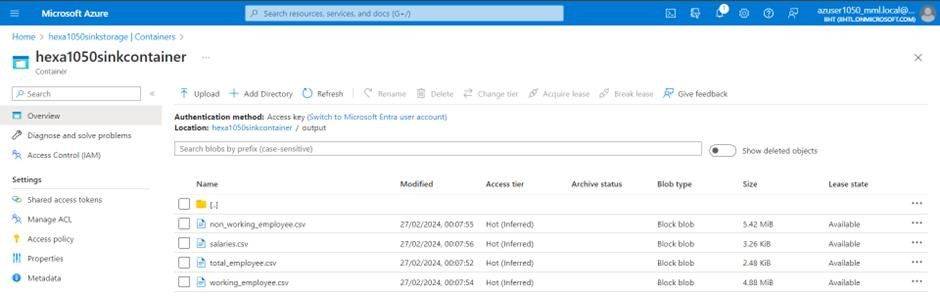 Microsoft Azure
Search resources, services, and docs (G+/)
1
azuser1050_mml.local@...
BHT (BHTLONMICROSOFT.COM)
Home > hexa1050sinkstorage | Containers >
hexa1050sinkcontainer ...
Container
Search
Overview
Diagnose and solve problems
Access Control (IAM)
Settings
Shared access tokens
Manage ACL
Access policy
Properties
Metadata
Upload Add Directory Refresh Rename Delete Change tier Acquire lease Break lease Give feedback
Authentication method: Access key (Switch to Microsoft Entra user account)
Location: hexa1050sinkcontainer / output
Search blobs by prefix (case-sensitive)
Show deleted objects
Name Modified Access tier Archive status Blob type Size Lease state
[..] ...
non_working_employee.csv 27/02/2024, 00:07:55 Hot (Inferred) Block blob 5.42 MiB Available ...
salaries.csv 27/02/2024, 00:07:56 Hot (Inferred) Block blob 3.26 KiB Available ...
total_employee.csv 27/02/2024, 00:07:52 Hot (Inferred) Block blob 2.48 KiB Available ...
working_employee.csv 27/02/2024, 00:07:54 Hot (Inferred) Block blob 4.88 MiB Available ...